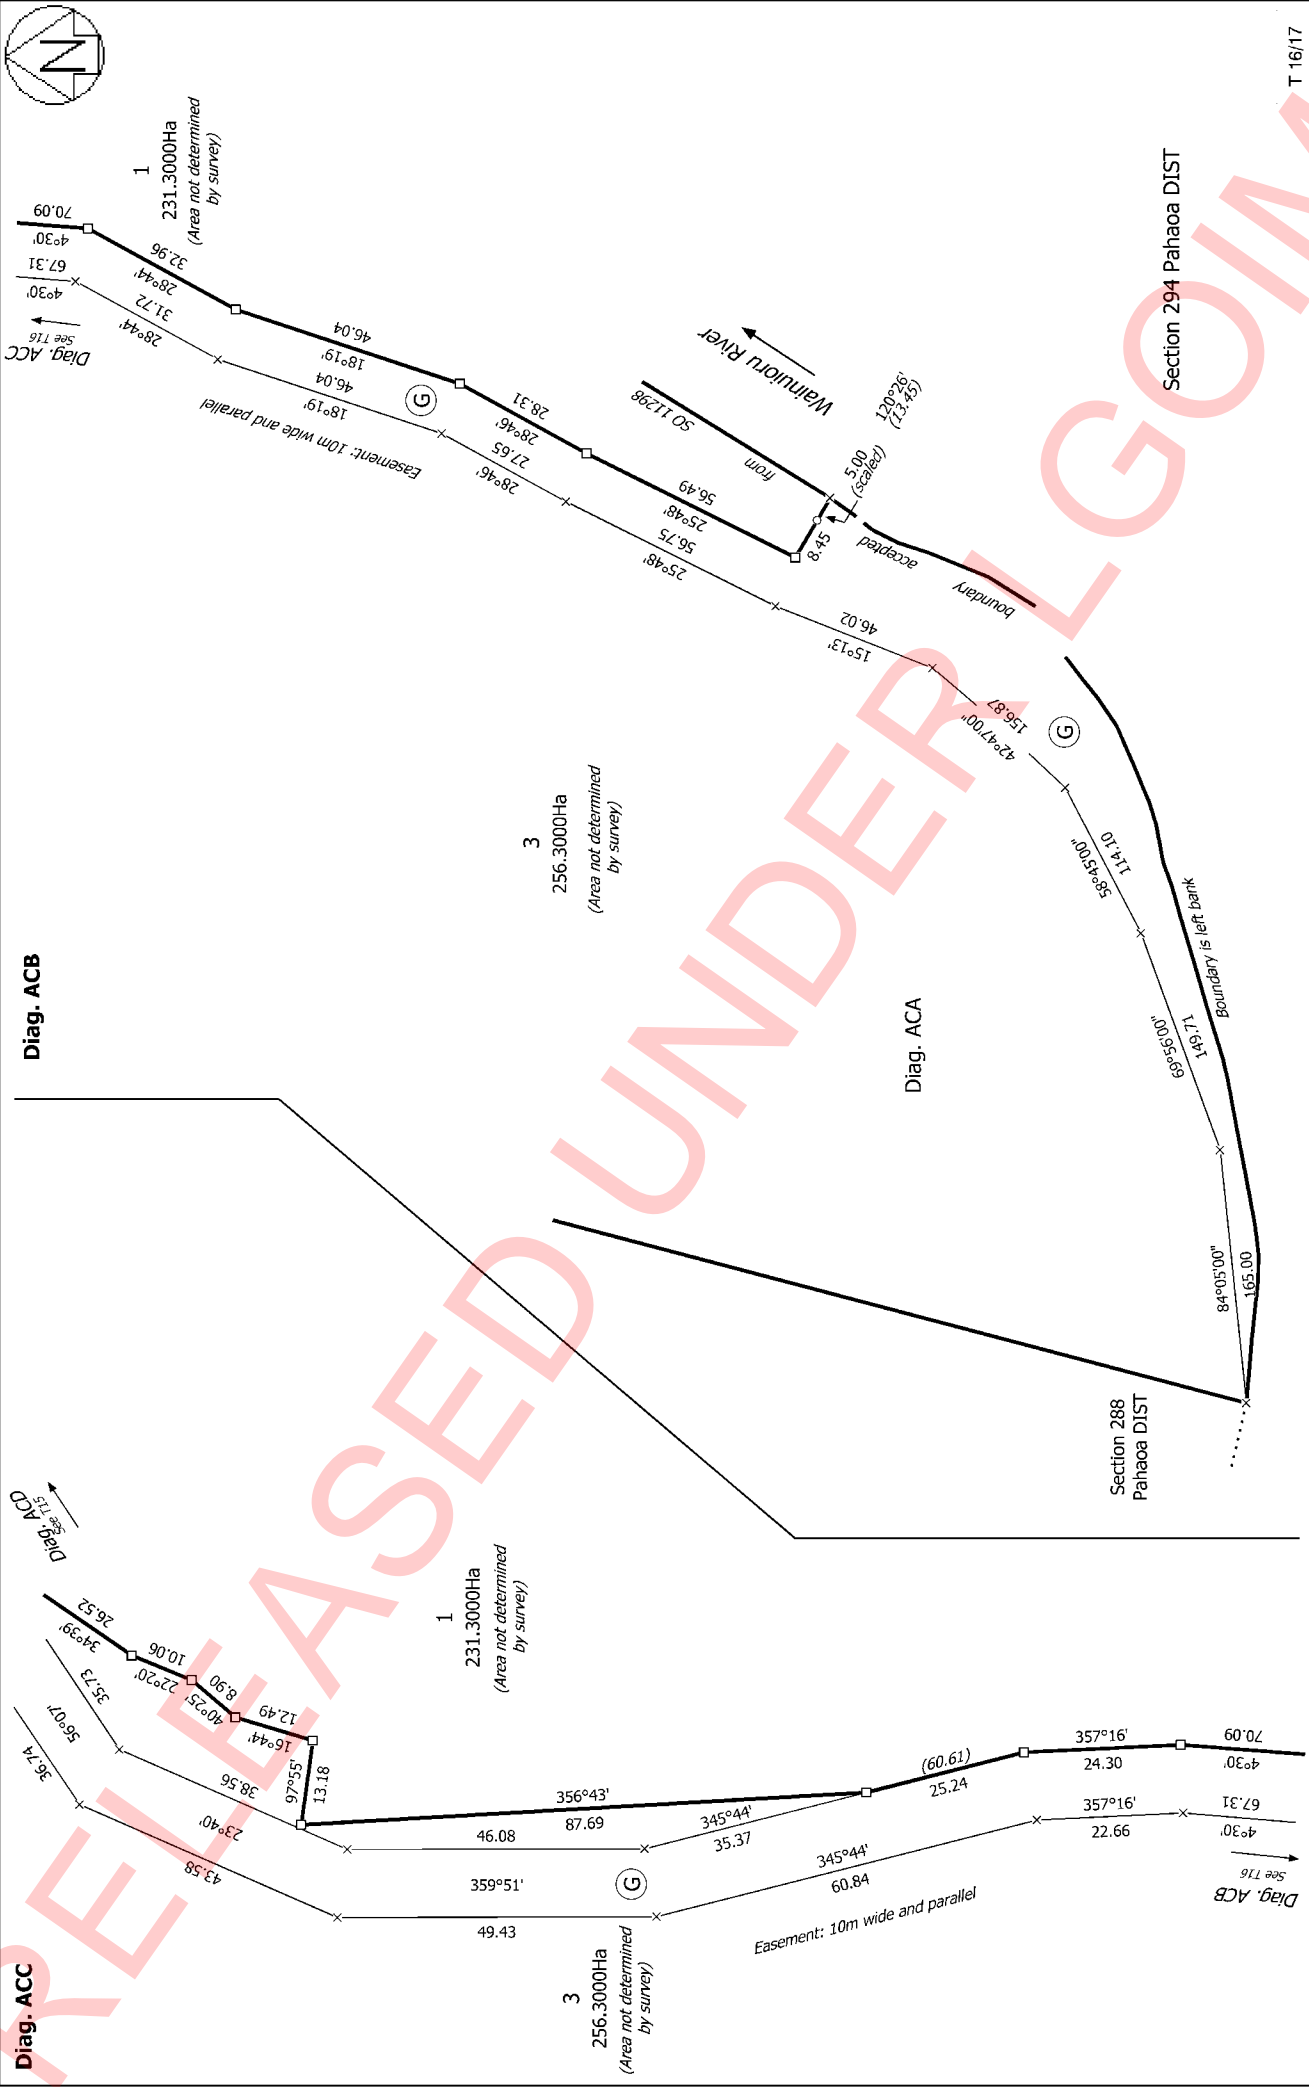 N
1
231.3000Ha
(Area not determined
by survey)
70.09
4°30'
67.31
4°30'
Diag. ACC
See T16
32.96
28°44'
31.72
28°44'
46.04
18°19'
46.04
18°19'
G
Easement: 10m wide and parallel
28.31
28°46'
27.65
28°46'
56.49
25°48'
56.75
25°48'
from
SO 11298
Wainuioru River
5.00
(scaled)
120°26'
(13.45)
8.45
accepted
boundary
46.02
15°13'
156.87
42°47'00"
G
58°45'00"
114.10
69°56'00"
149.71
Boundary is left bank
84°05'00"
165.00
Section 294 Pahaoa DIST
T 16/17
Diag. ACB
3
256.3000Ha
(Area not determined
by survey)
Diag. ACA
Section 288
Pahaoa DIST
Diag. ACD
See T15
26.52
34°39'
10.06
22°20'
8.90
40°25'
12.49
16°44'
97°55'
13.18
35.73
56°07'
36.74
38.56
23°40'
43.58
1
231.3000Ha
(Area not determined
by survey)
356°43'
87.69
46.08
359°51'
49.43
345°44'
35.37
G
(60.61)
25.24
345°44'
60.84
Easement: 10m wide and parallel
357°16'
24.30
357°16'
22.66
70.09
4°30'
67.31
4°30'
Diag. ACB
See T16
3
256.3000Ha
(Area not determined
by survey)
Diag. ACC
RELEASED UNDER LGOIM